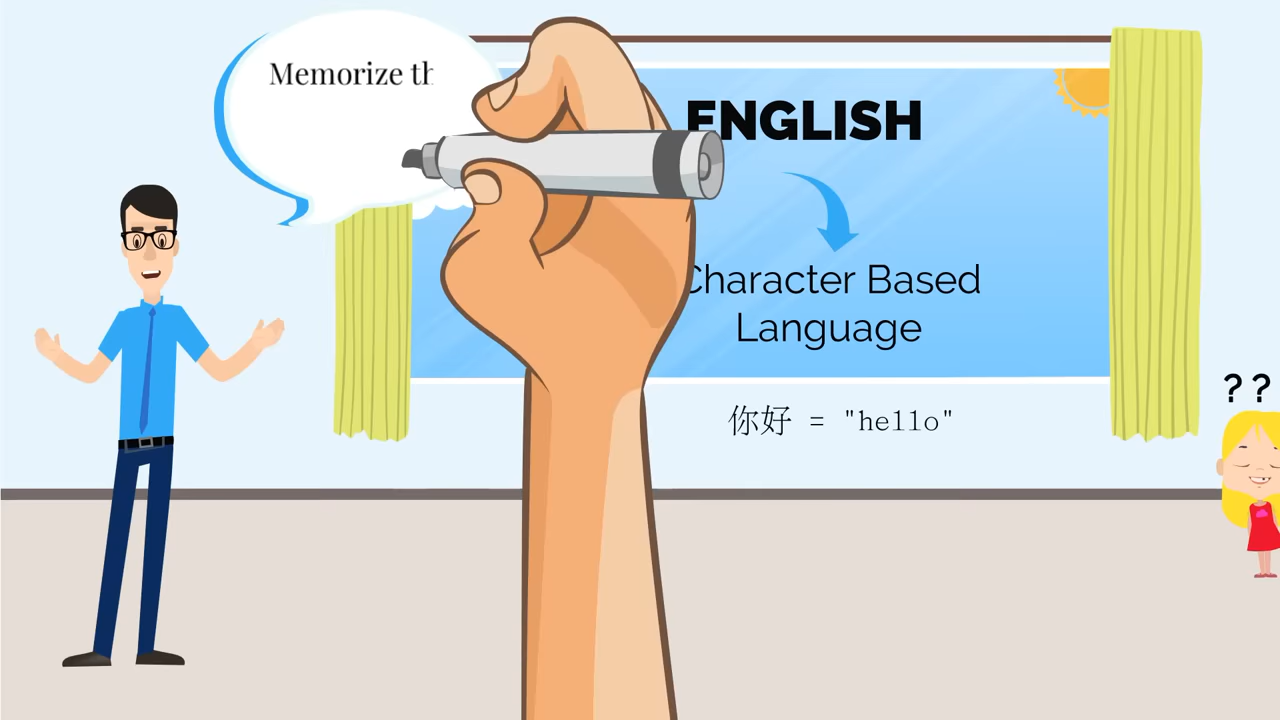 Memorize th
ENGLISH
Character Based
Language
你好 = "hello"
? ?